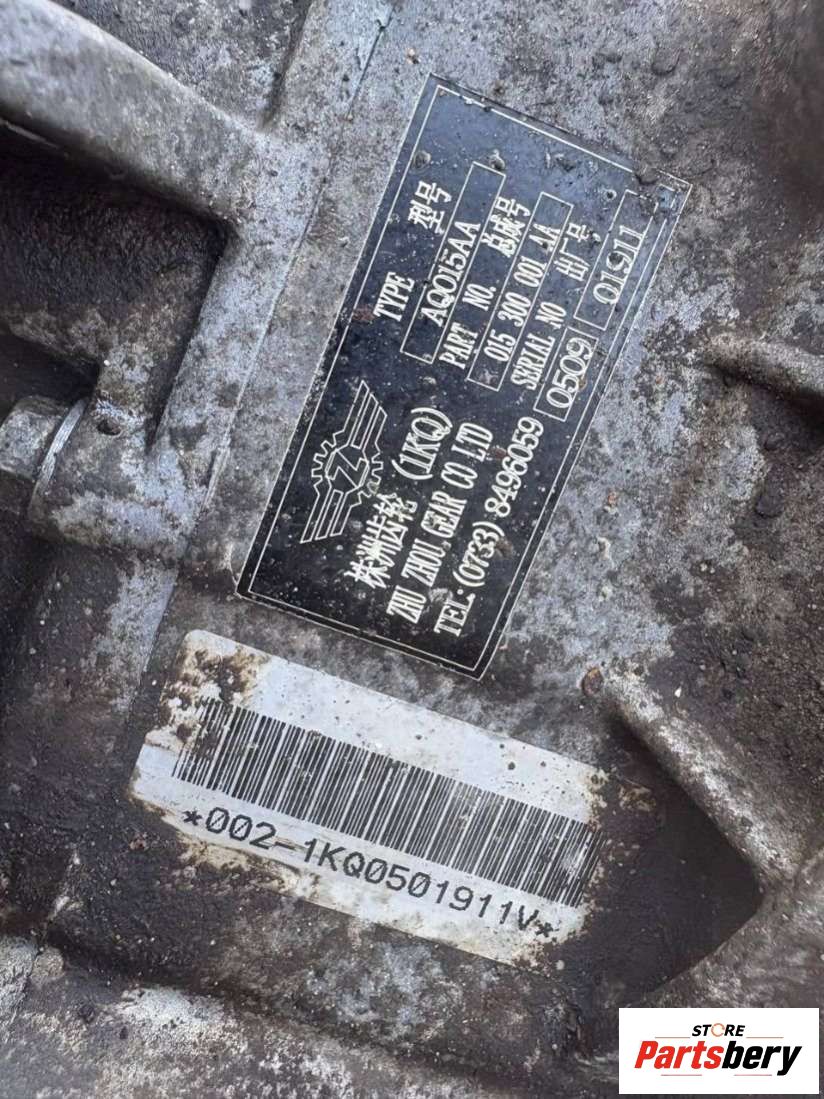 TYPE 型号
AQ015AA
PART NO. 总成号
015 300 001 AA
SERIAL NO 出厂号
0509 01911
Z
株洲齿轮 (1KQ)
ZHU ZHOU GEAR CO LTD
TEL:(0733) 8496059
*002-1KQ0501911V*
STORE
Partsbery